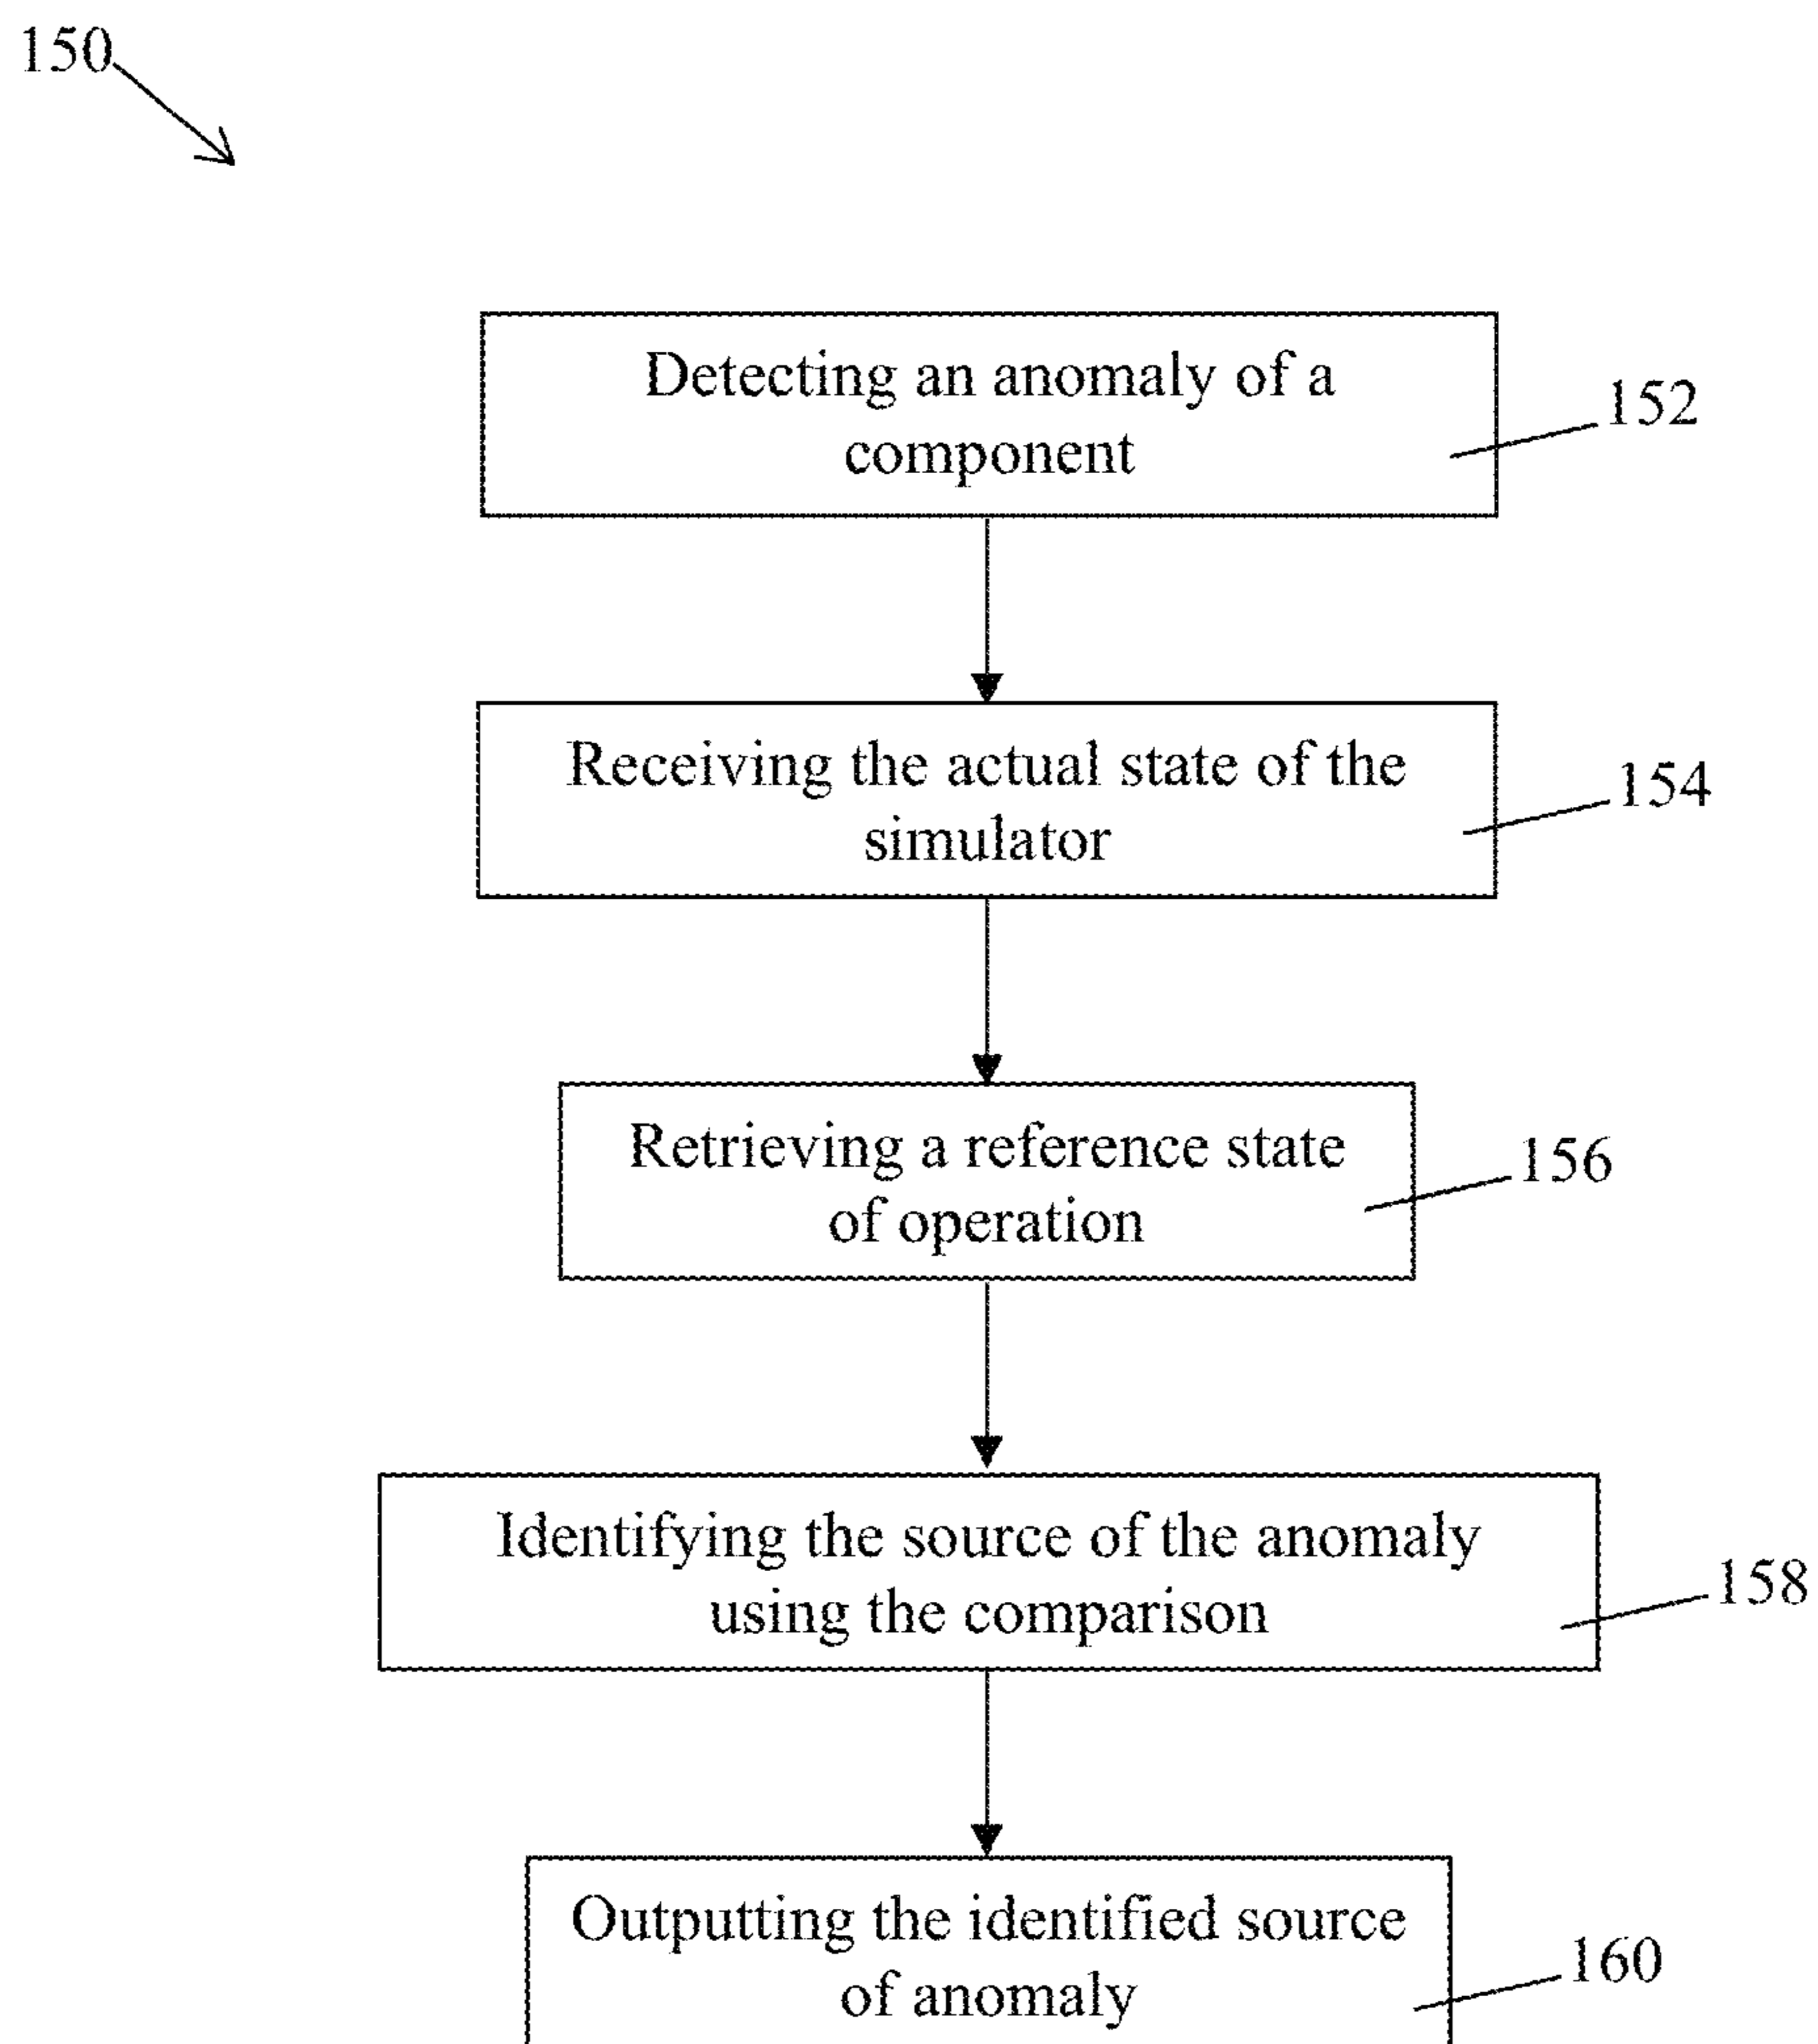 150
Detecting an anomaly of a
component
152
Receiving the actual state of the
simulator
154
Retrieving a reference state
of operation
156
Identifying the source of the anomaly
using the comparison
158
Outputting the identified source
of anomaly
160